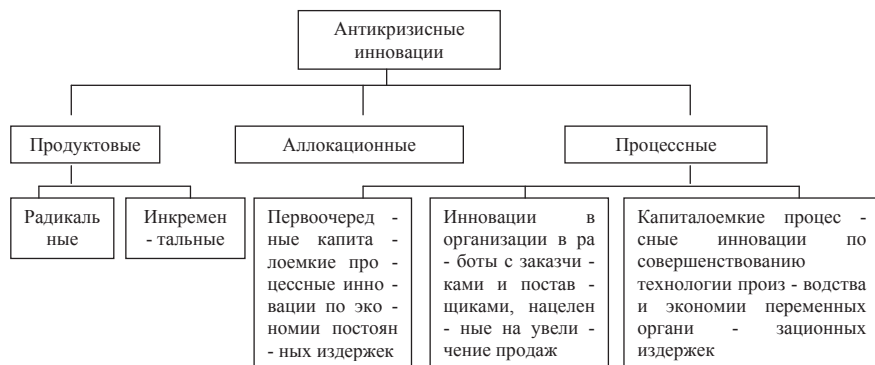 Антикризисные
инновации
Продуктовые
Аллокационные
Процессные
Радикаль
ные
Инкремен
- тальные
Первоочеред -
ные капита -
лоемкие про -
цессные инно -
вации по эко -
номии постоян
- ных издержек
Инновации в
организации в ра
- боты с заказчи -
ками и постав -
щиками, нацелен
- ные на увели -
чение продаж
Капиталоемкие процес -
сные инновации по
совершенствованию
технологии произ - водства
и экономии переменных
органи - зационных
издержек